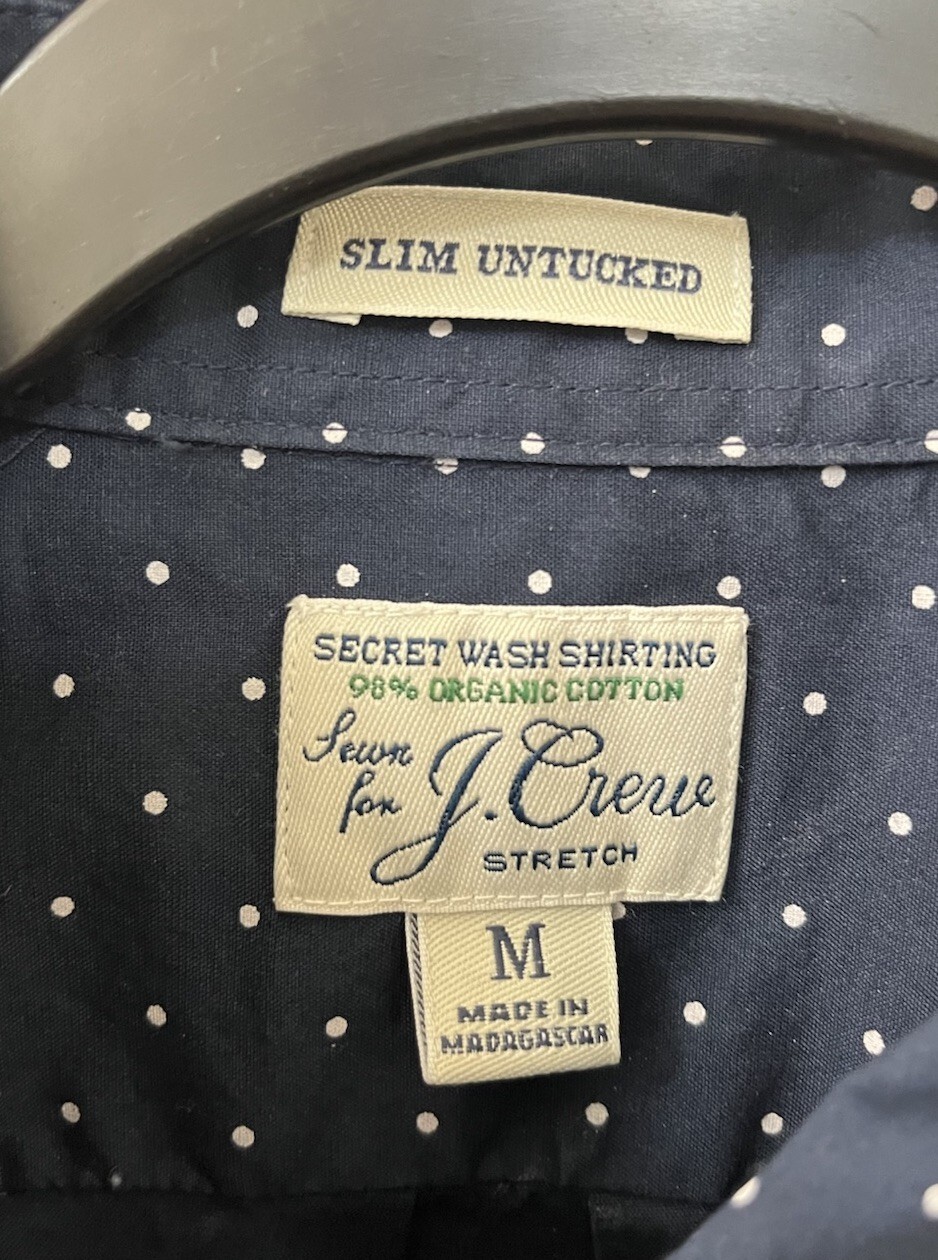 SLIM UNTUCKED
SECRET WASH SHIRTING
98% ORGANIC COTTON
Sewn
for J.Crew
STRETCH
M
MADE IN
MADAGASCAR